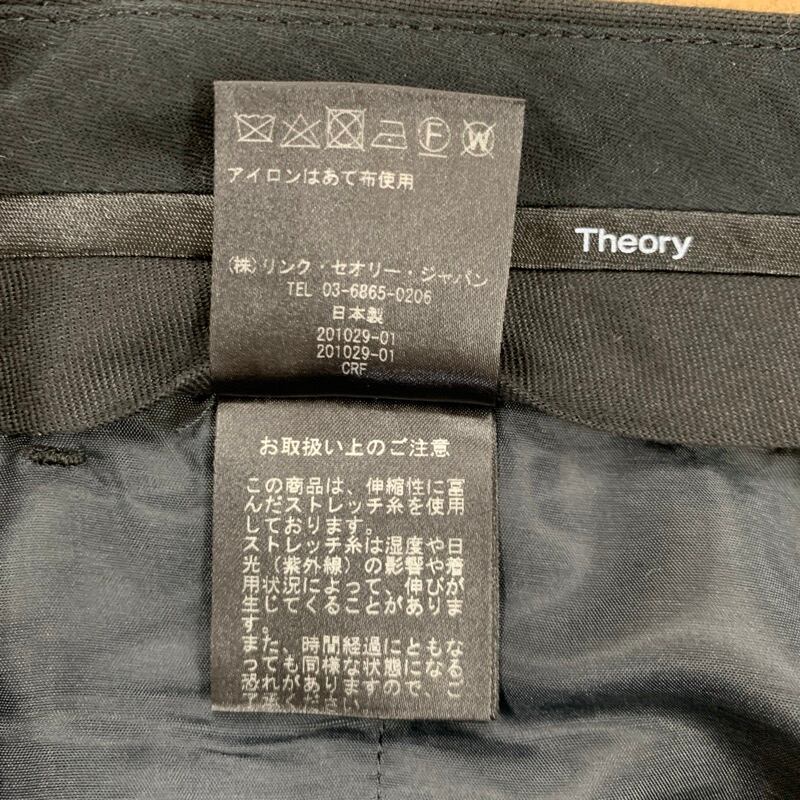 アイロンはあて布使用
Theory
(株)リンク・セオリー・ジャパン
TEL 03-6865-0206
日本製
201029-01
201029-01
CRF
お取扱い上のご注意
この商品は、伸縮性に富
んだストレッチ糸を使用
しております。
ストレッチ糸は湿度や日
光(紫外線)の影響や着
用状況によって、伸びが
生じてくることがありま
す。
また、時間経過にともな
っても同様な状態になる
恐れがありますので、ご
了承ください